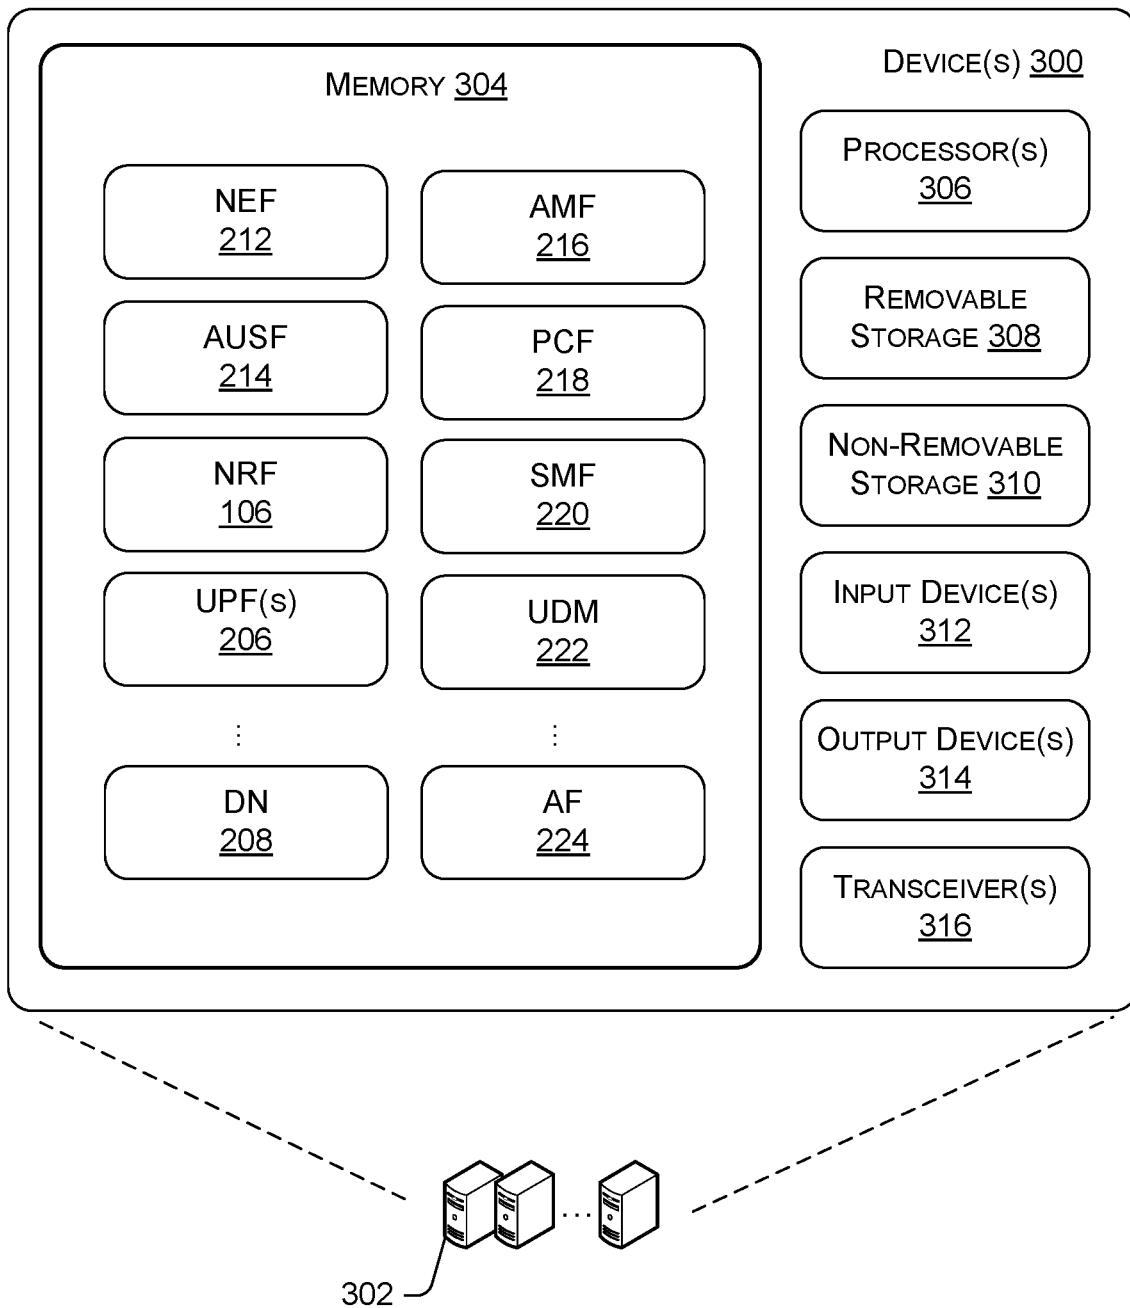 DEVICE(S) 300
MEMORY 304
NEF
212
AMF
216
AUSF
214
PCF
218
NRF
106
SMF
220
UPF(S)
206
UDM
222
⋮
⋮
DN
208
AF
224
PROCESSOR(S)
306
REMOVABLE
STORAGE 308
NON-REMOVABLE
STORAGE 310
INPUT DEVICE(S)
312
OUTPUT DEVICE(S)
314
TRANSCEIVER(S)
316
...
302